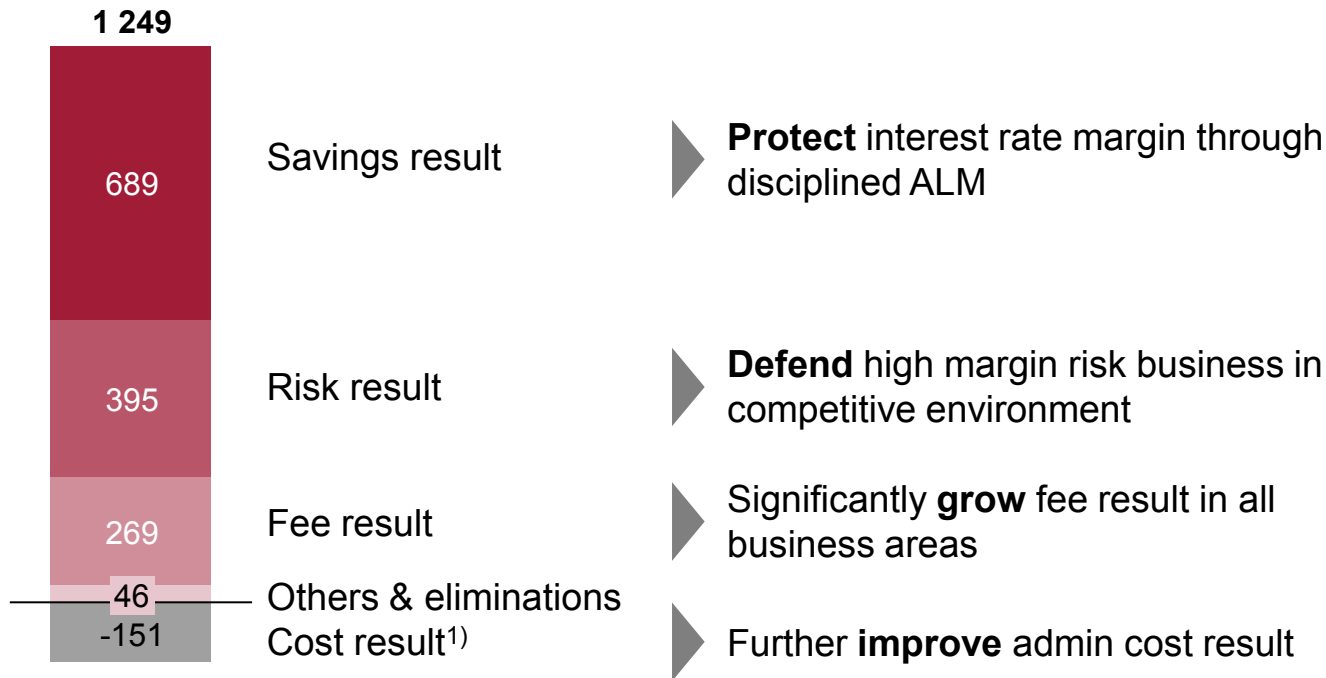 1 249
689
Savings result
Protect interest rate margin through
disciplined ALM
395
Risk result
Defend high margin risk business in
competitive environment
269
Fee result
Significantly grow fee result in all
business areas
46
Others & eliminations
-151
Cost result1)
Further improve admin cost result